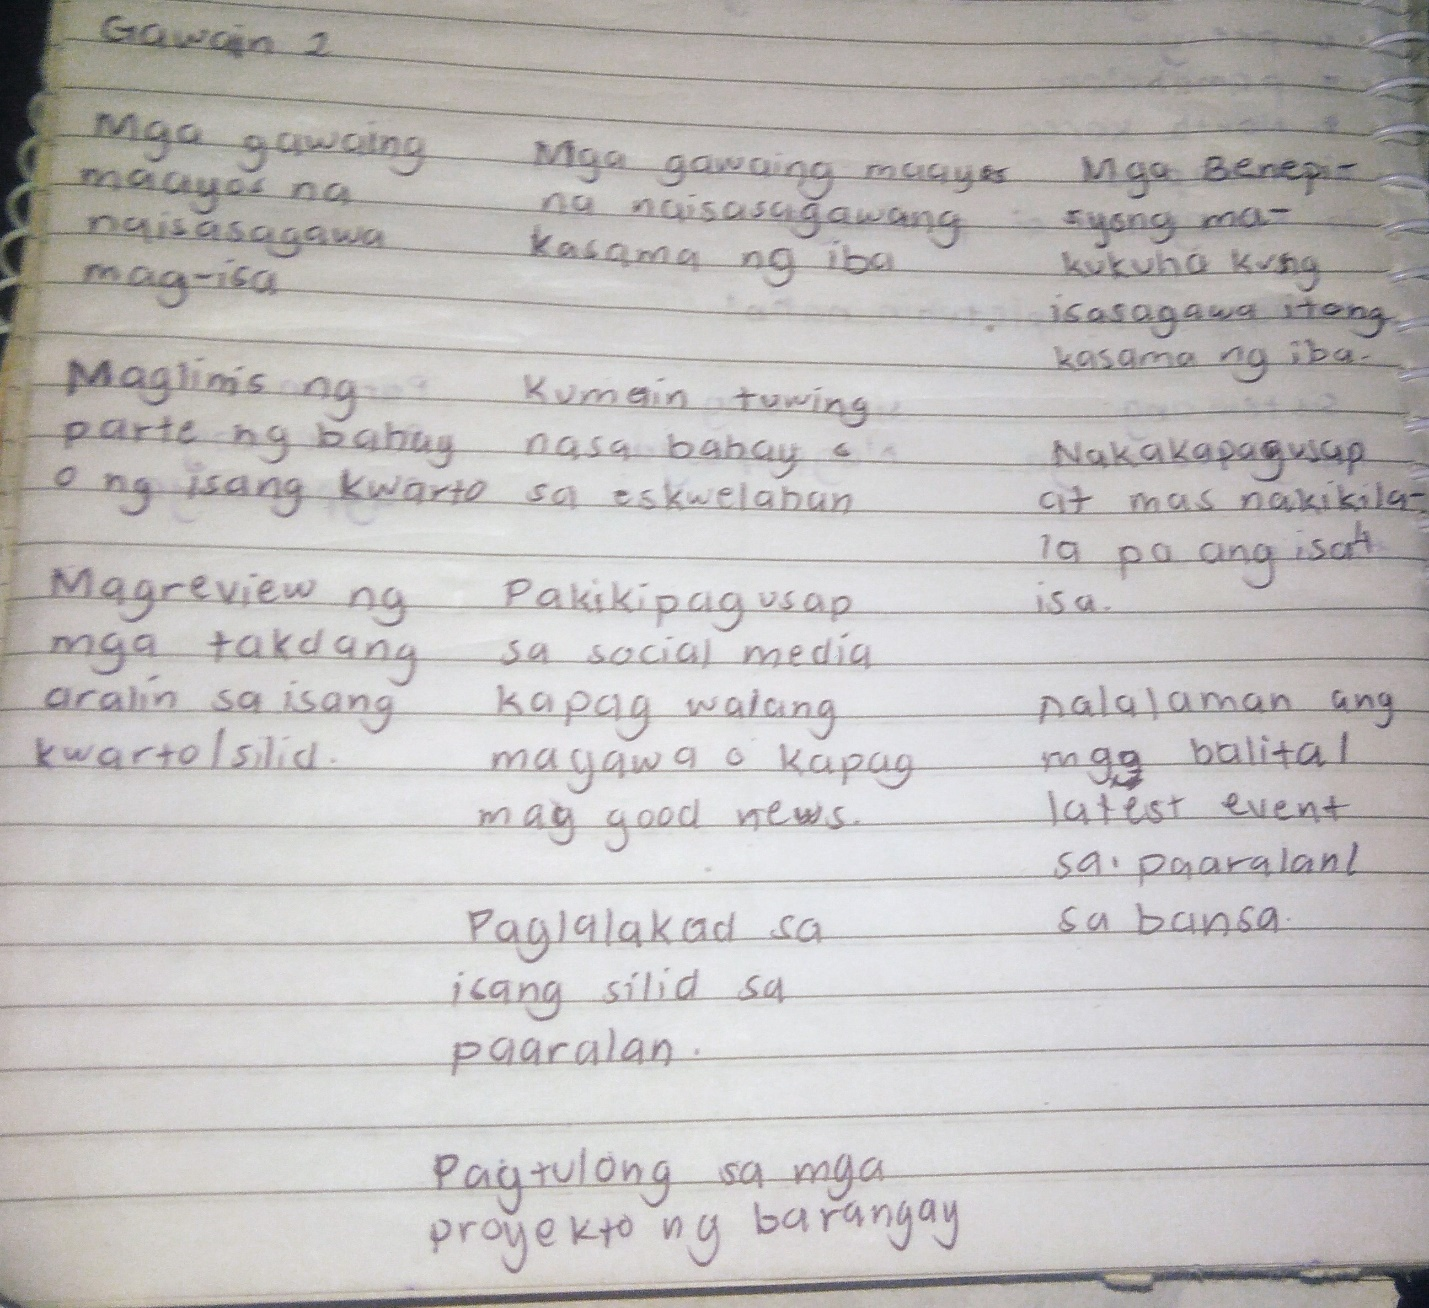 Gawain 2
Mga gawaing
maayos na
naisasagawa
mag-isa
Maglinis ng
parte ng bahay
o ng isang kwarto
Magreview ng
mga takdang
aralin sa isang
kwarto/silid.
Mga gawaing maayos
na naisasagawang
kasama ng iba
Kumain tuwing
nasa bahay o
sa eskwelahan
Pakikipagusap
sa social media
kapag walang
magawa o kapag
may good news.
Paglalakad sa
isang silid sa
paaralan.
Pagtulong sa mga
proyekto ng barangay
Mga Benepi-
syong ma-
kukuha kung
isasagawa itong
kasama ng iba.
Nakakapagusap
at mas nakikila-
la pa ang isa't
isa.
nalalaman ang
mga balita/
latest event
sa paaralan/
sa bansa.